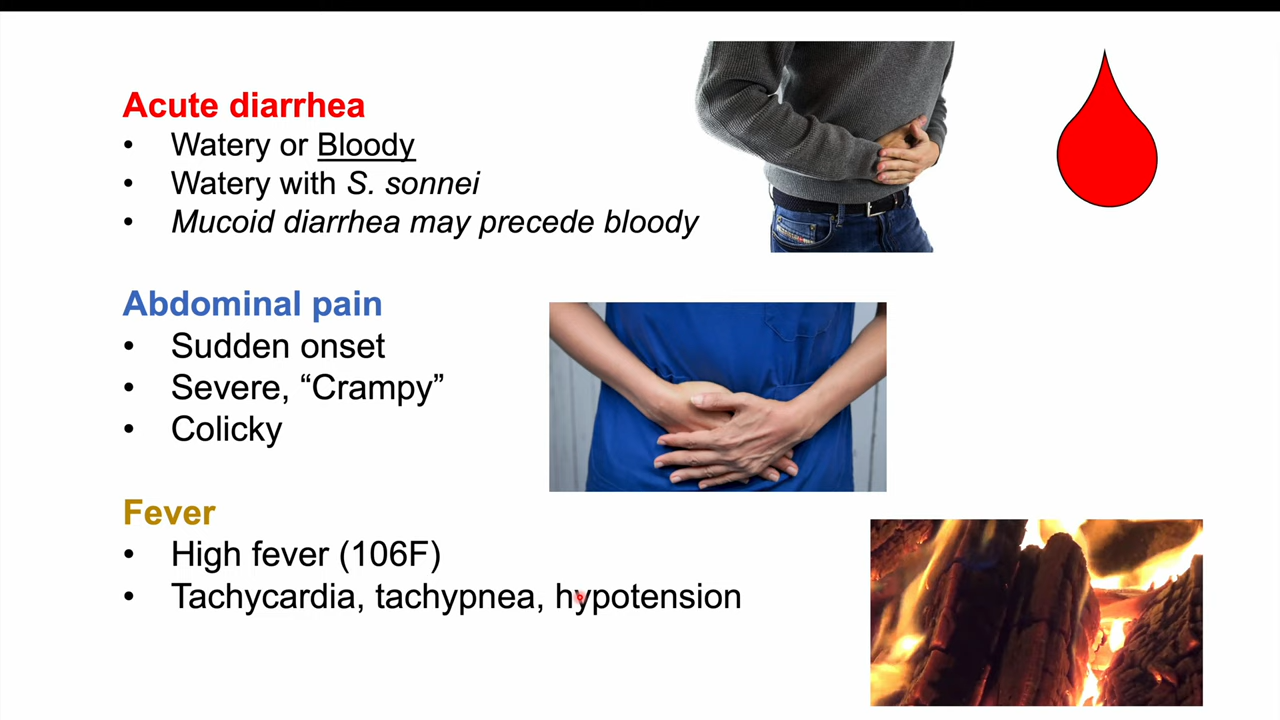 Acute diarrhea
• Watery or Bloody
• Watery with S. sonnei
• Mucoid diarrhea may precede bloody
Abdominal pain
• Sudden onset
• Severe, “Crampy”
• Colicky
Fever
• High fever (106F)
• Tachycardia, tachypnea, hypotension